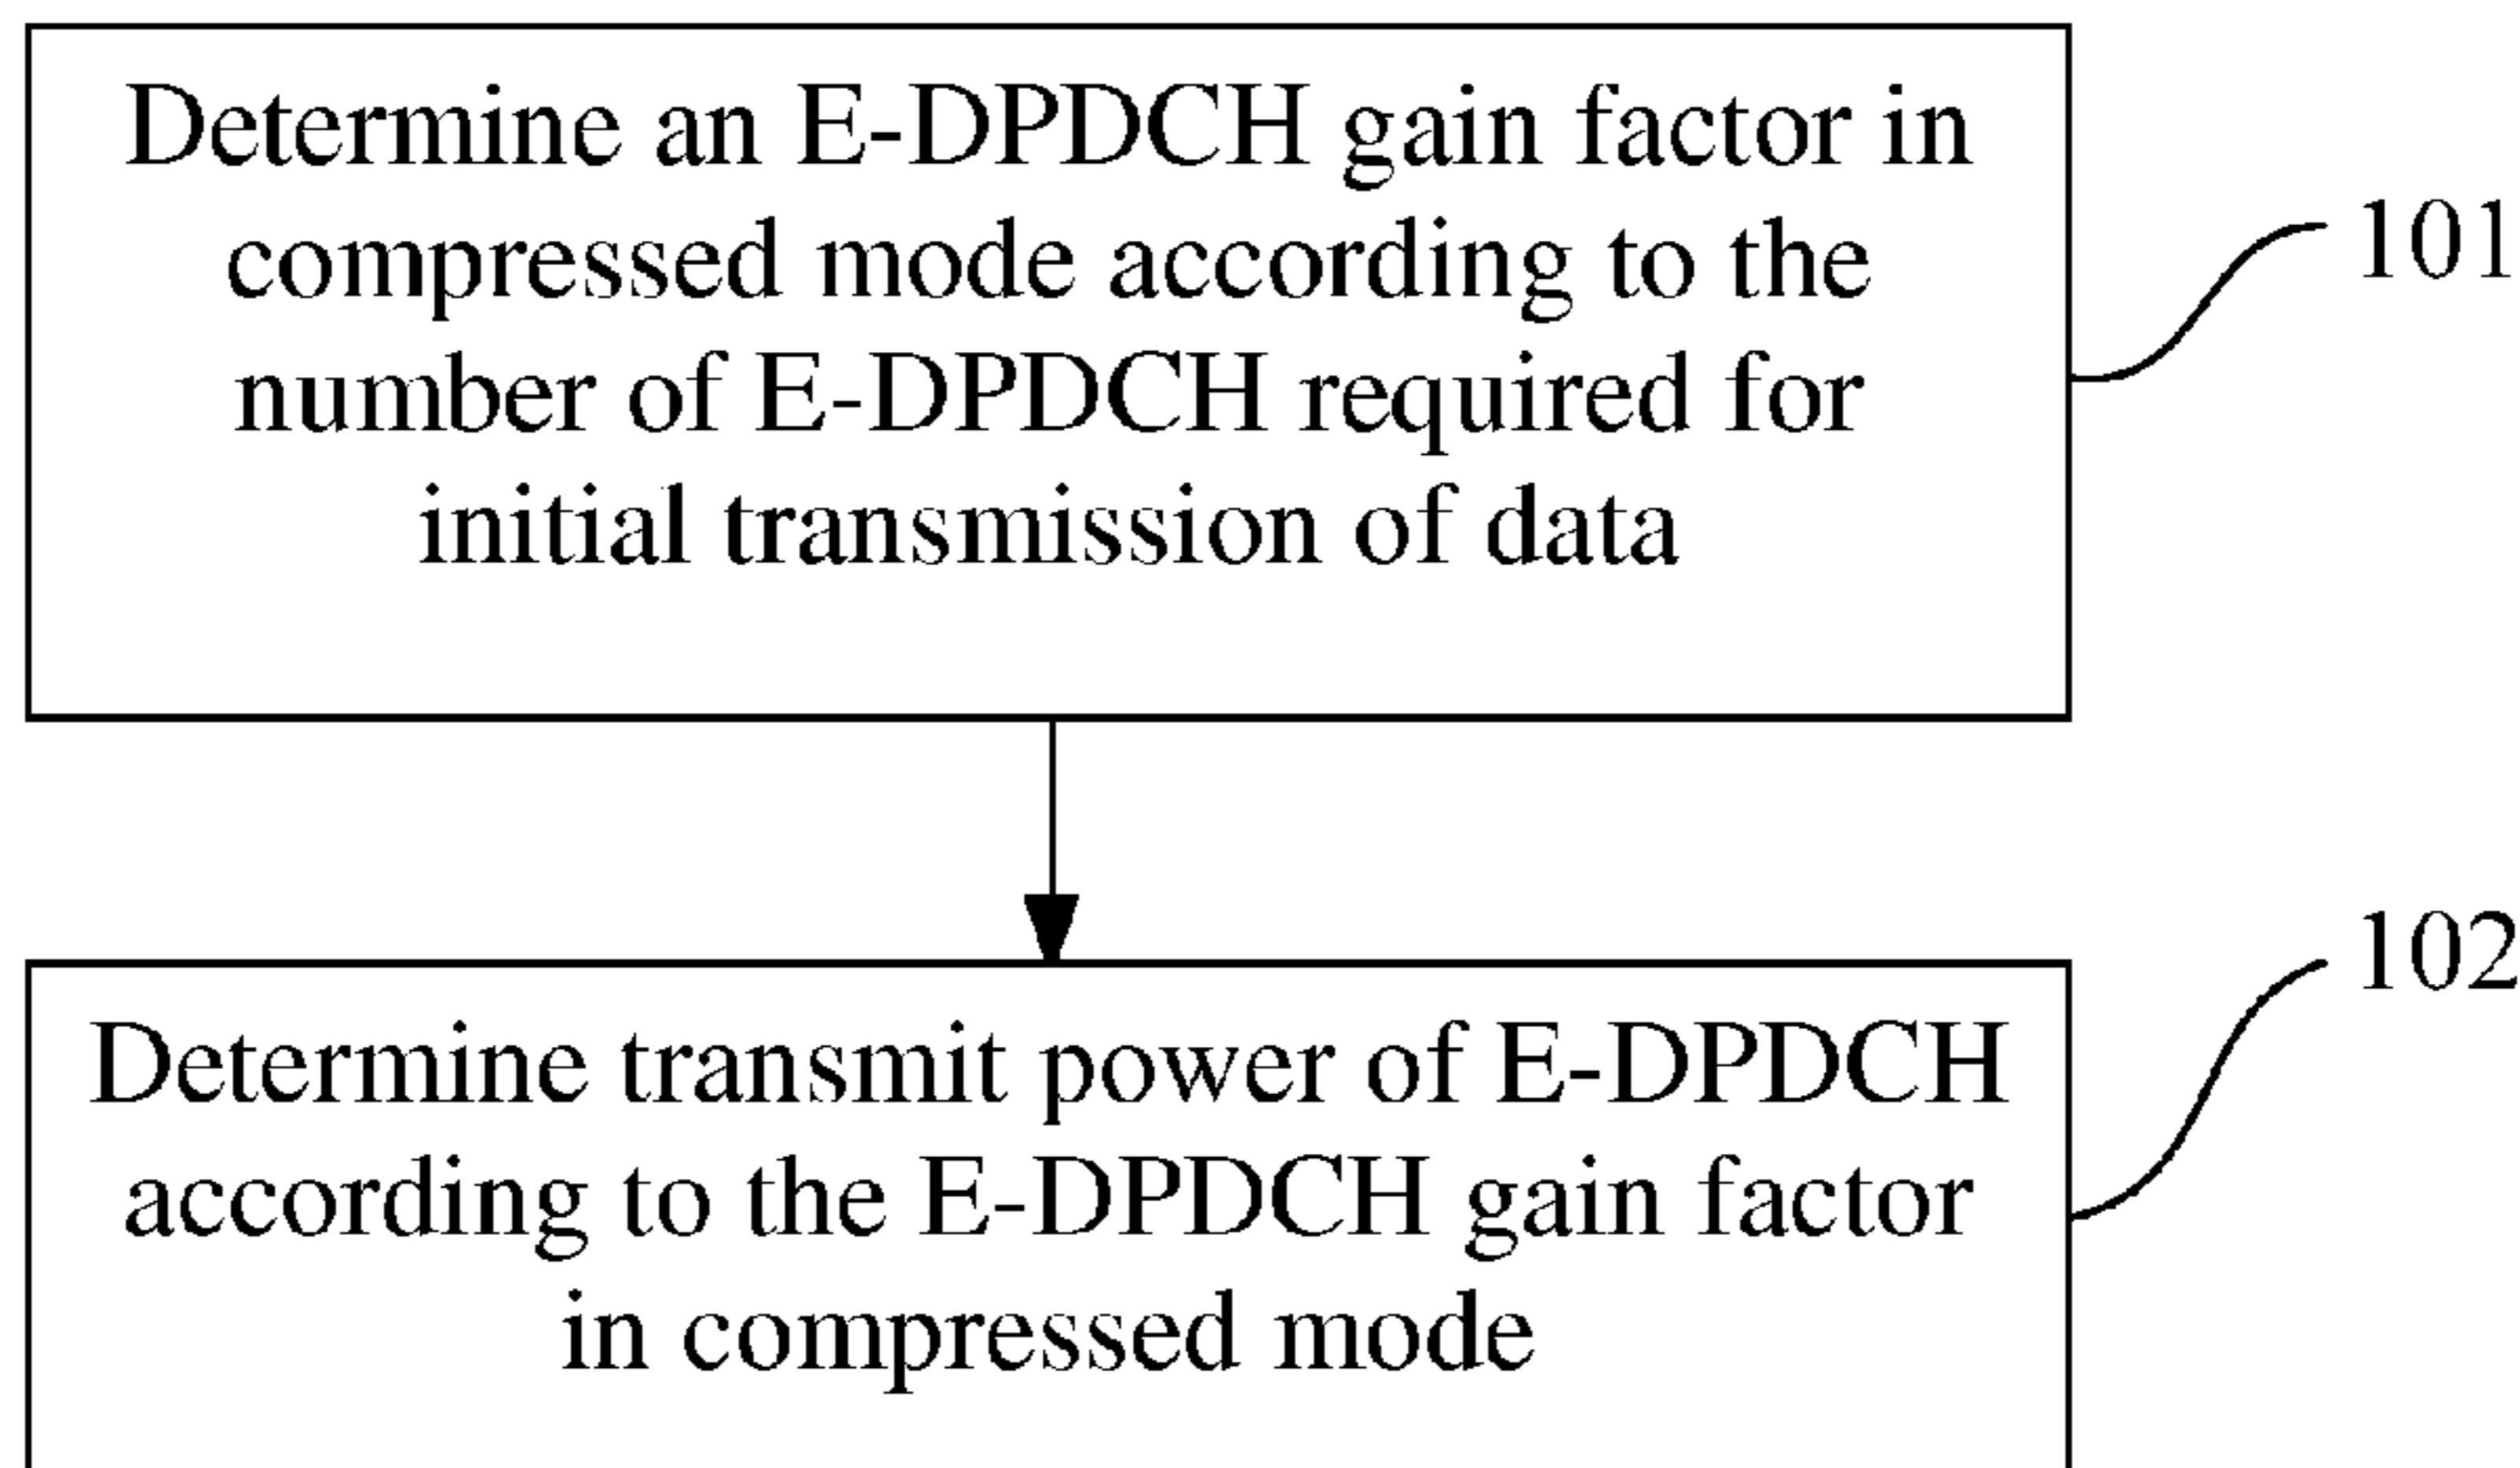 Determine an E-DPDCH gain factor in
compressed mode according to the
number of E-DPDCH required for
initial transmission of data
101
Determine transmit power of E-DPDCH
according to the E-DPDCH gain factor
in compressed mode
102